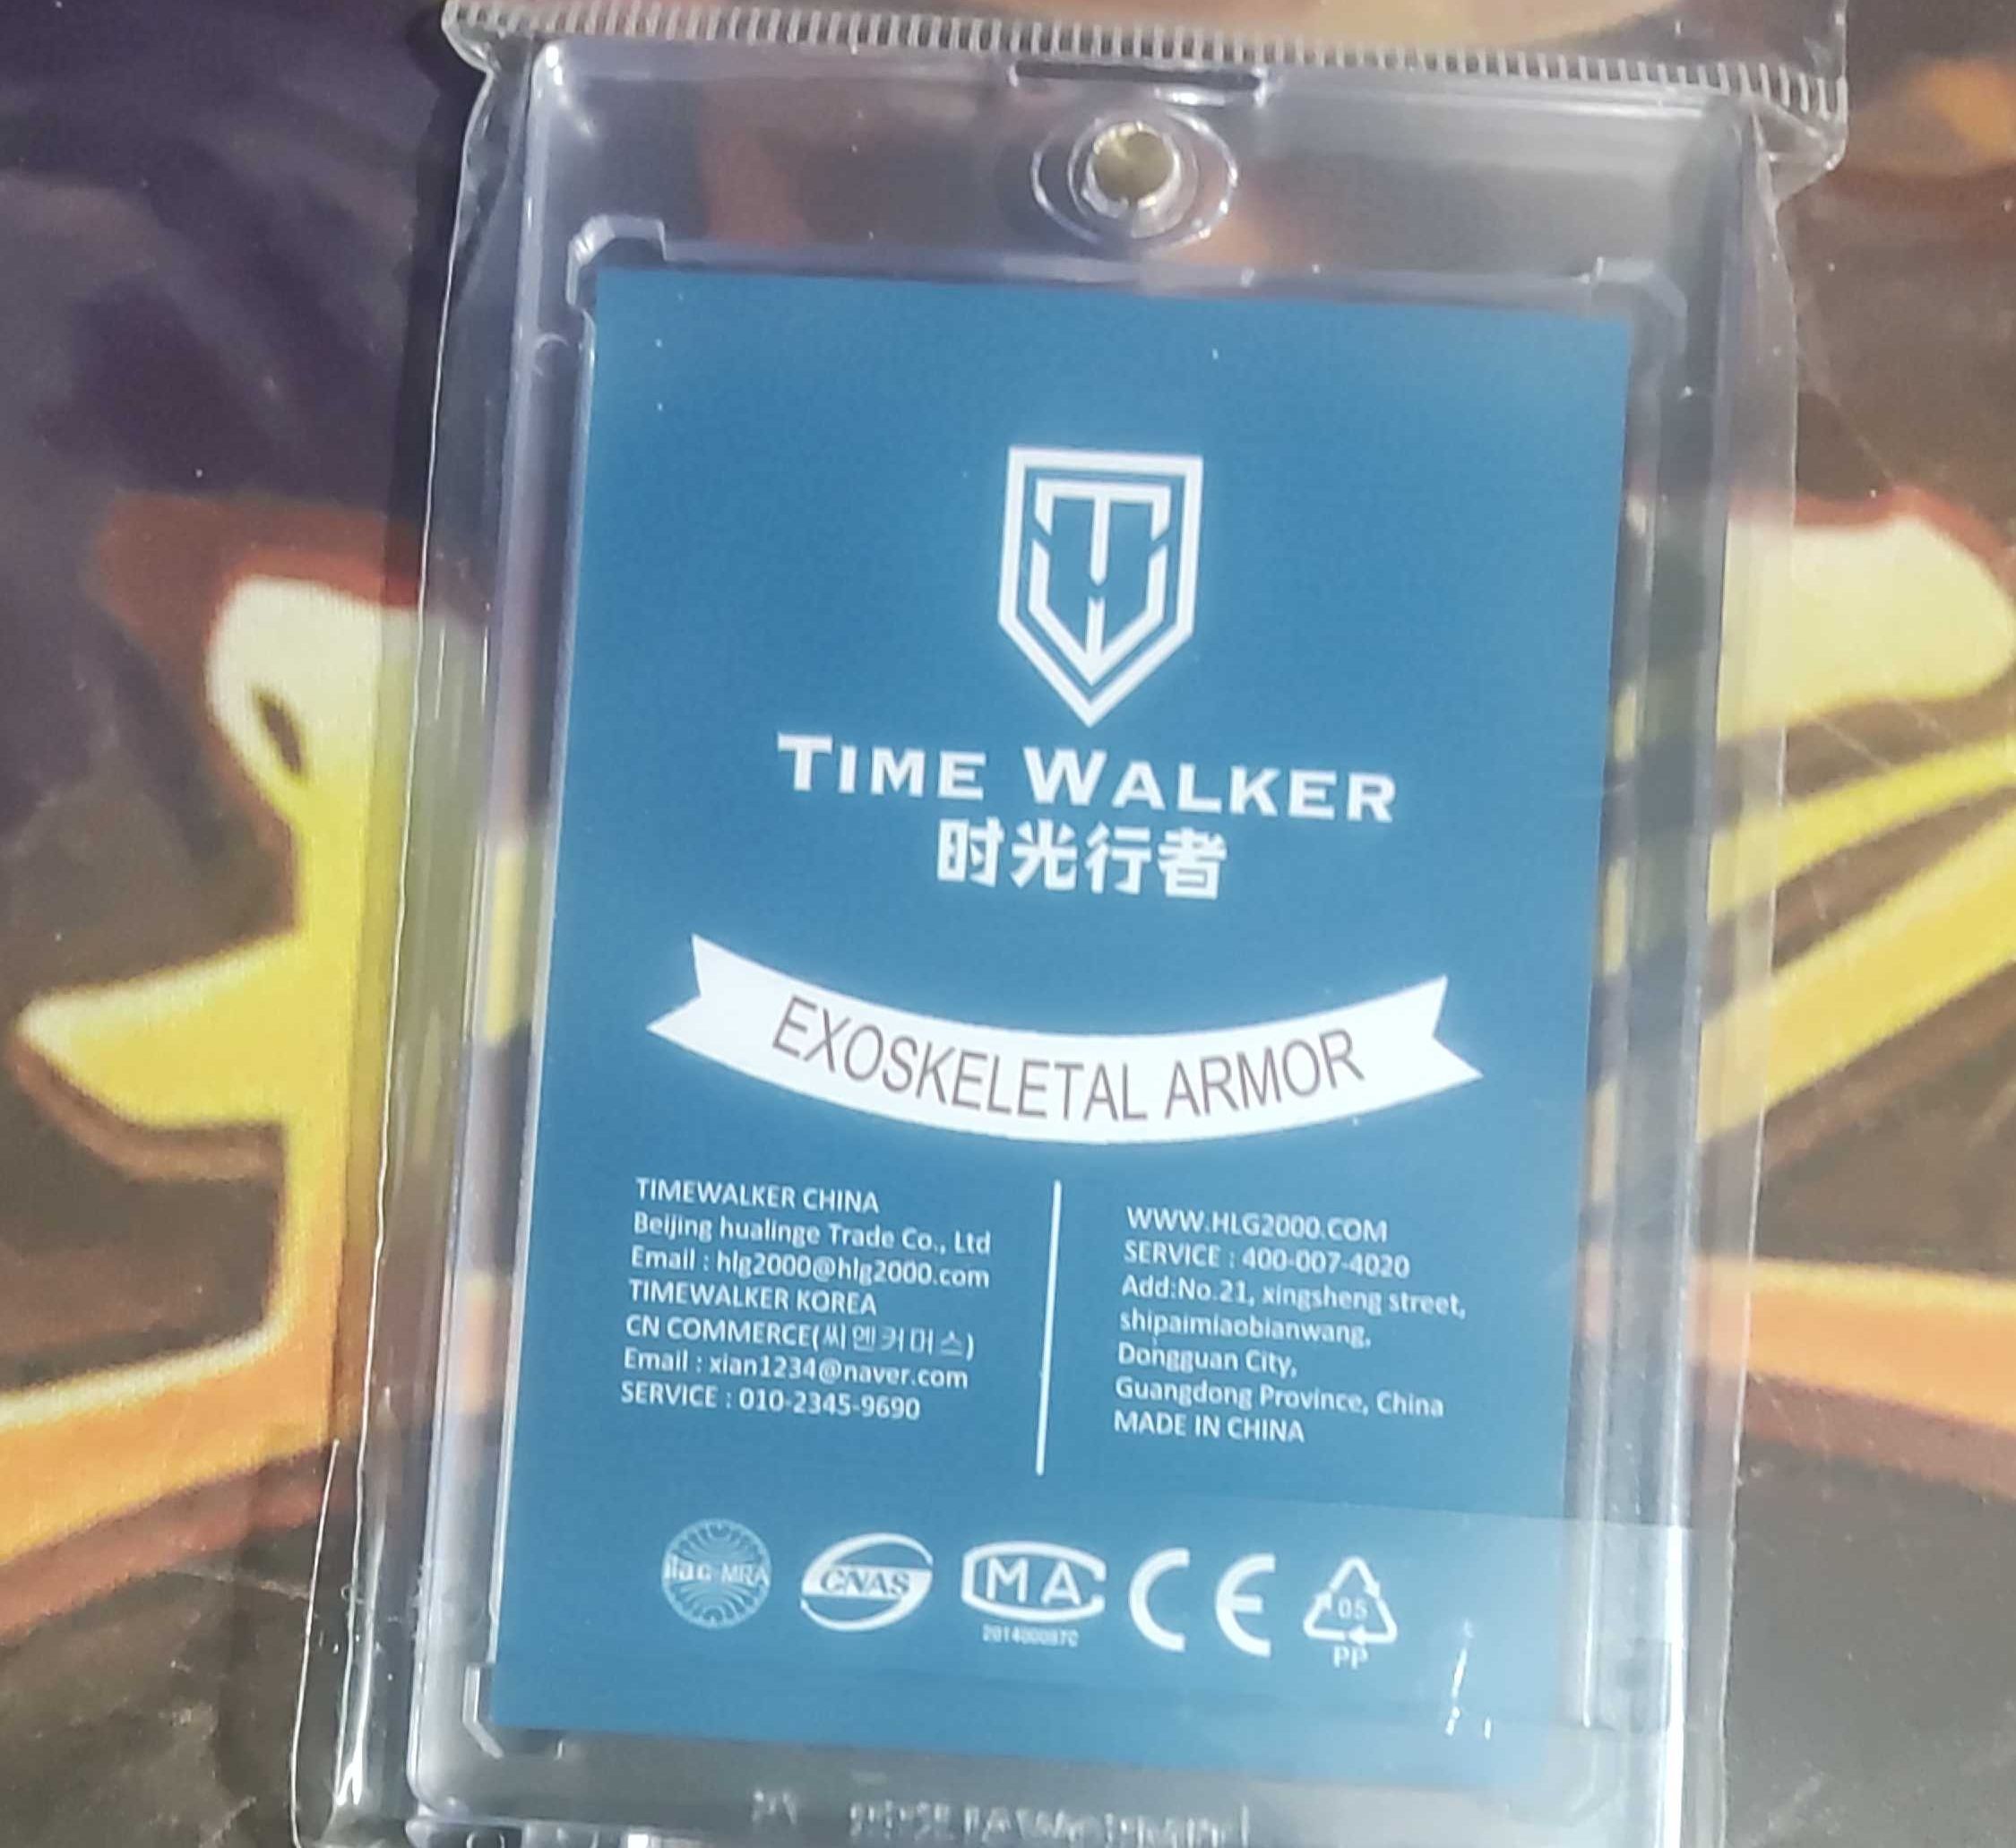 TIME WALKER
时光行者
EXOSKELETAL ARMOR
TIMEWALKER CHINA
Beijing hualinge Trade Co., Ltd
Email : hlg2000@hlg2000.com
TIMEWALKER KOREA
CN COMMERCE(씨엔커머스)
Email : xian1234@naver.com
SERVICE : 010-2345-9690
WWW.HLG2000.COM
SERVICE : 400-007-4020
Add:No.21, xingsheng street,
shipaimiaobianwang,
Dongguan City,
Guangdong Province, China
MADE IN CHINA
ilac-MRA
CNAS
MA
CE
05
PP